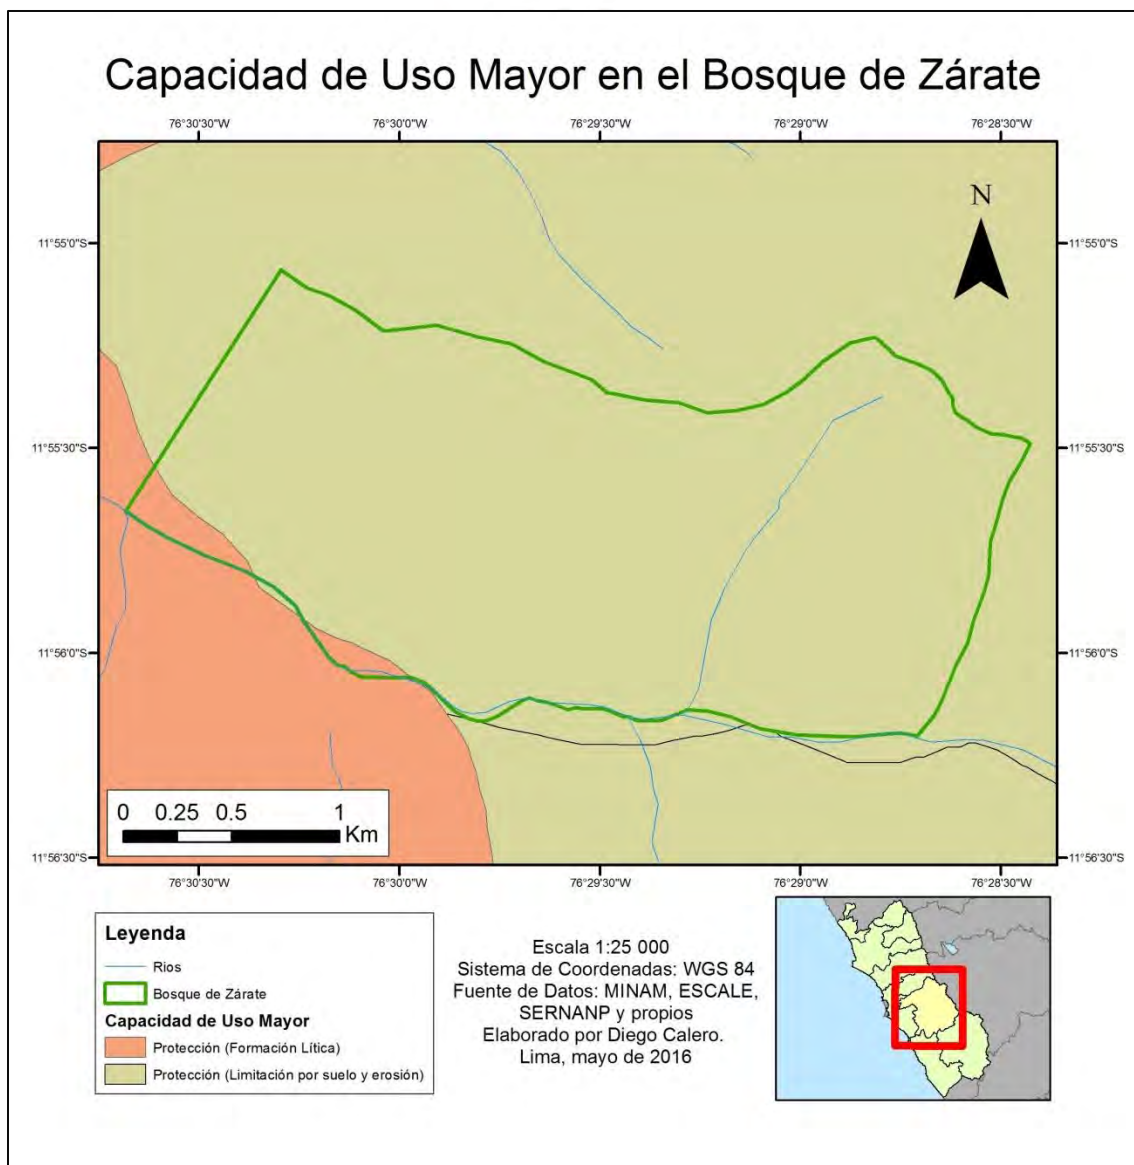 Capacidad de Uso Mayor en el Bosque de Zárate
76°30'30"W 76°30'0"W 76°29'30"W 76°29'0"W 76°28'30"W
N
11°55'0"S 11°55'0"S
11°55'30"S 11°55'30"S
11°56'0"S 11°56'0"S
0 0.25 0.5 1
Km
11°56'30"S 11°56'30"S
76°30'30"W 76°30'0"W 76°29'30"W 76°29'0"W 76°28'30"W
Leyenda
Rios
Bosque de Zárate
Capacidad de Uso Mayor
Protección (Formación Lítica)
Protección (Limitación por suelo y erosión)
Escala 1:25 000
Sistema de Coordenadas: WGS 84
Fuente de Datos: MINAM, ESCALE,
SERNANP y propios
Elaborado por Diego Calero.
Lima, mayo de 2016